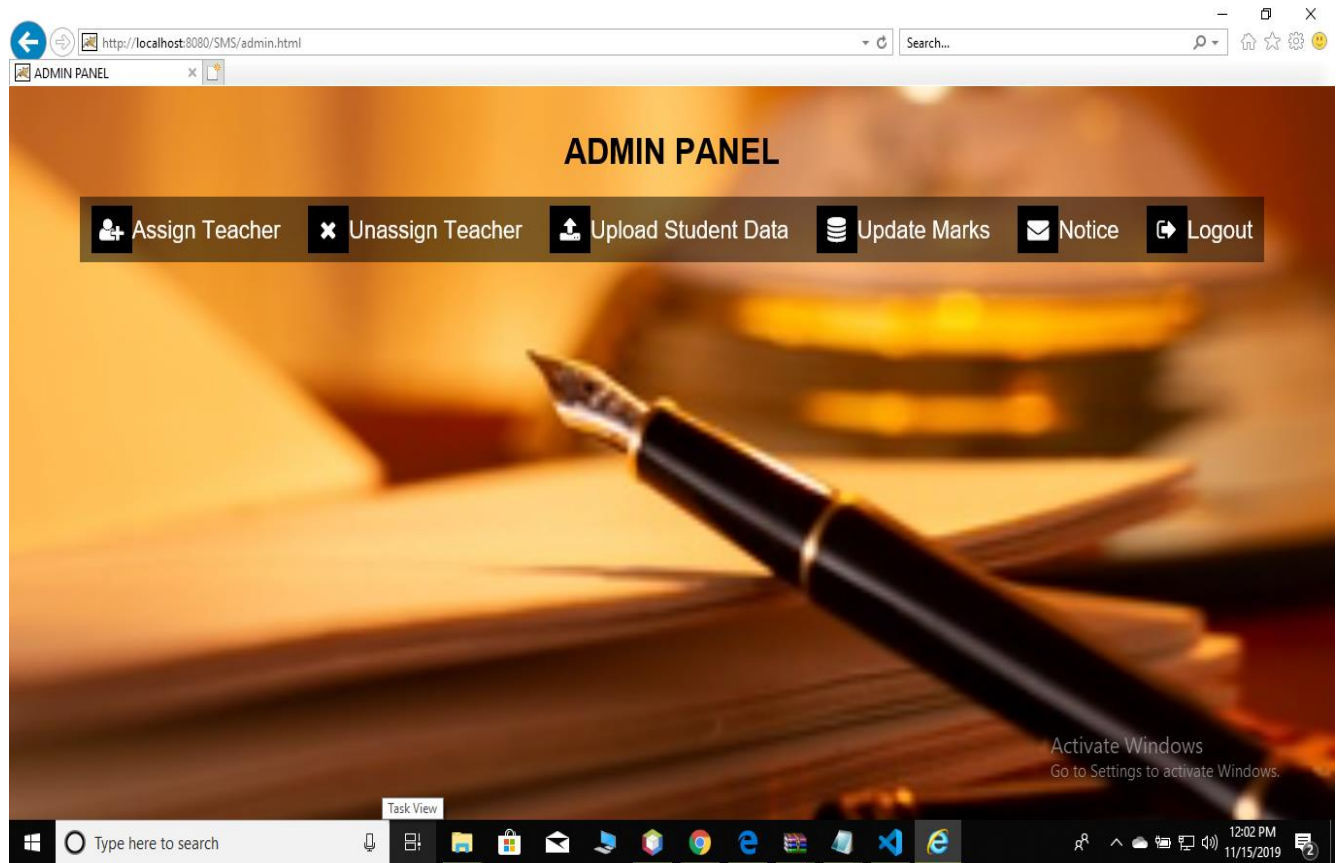 http://localhost:8080/SMS/admin.html
Search...
ADMIN PANEL
ADMIN PANEL
Assign Teacher Unassign Teacher Upload Student Data Update Marks Notice Logout
Activate Windows
Go to Settings to activate Windows.
Task View
Type here to search
12:02 PM
11/15/2019
2